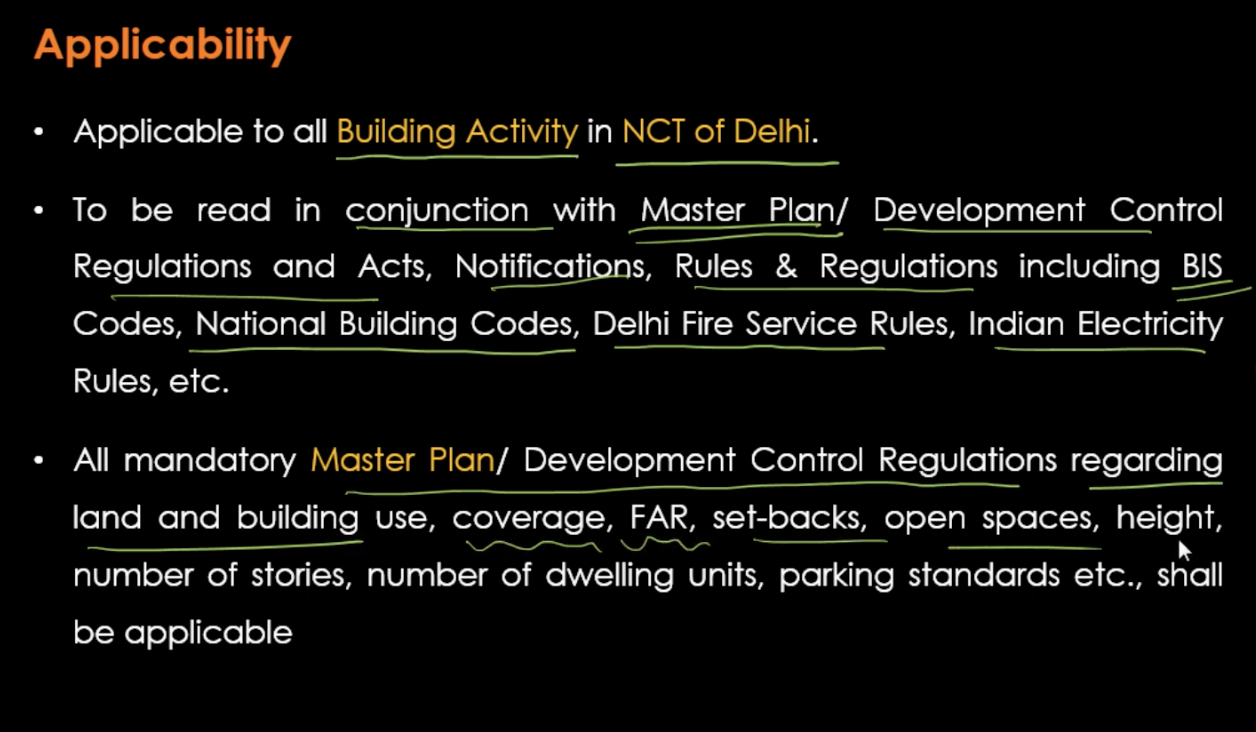 Applicability
• Applicable to all Building Activity in NCT of Delhi.
• To be read in conjunction with Master Plan/ Development Control
Regulations and Acts, Notifications, Rules & Regulations including BIS
Codes, National Building Codes, Delhi Fire Service Rules, Indian Electricity
Rules, etc.
• All mandatory Master Plan/ Development Control Regulations regarding
land and building use, coverage, FAR, set-backs, open spaces, height,
number of stories, number of dwelling units, parking standards etc., shall
be applicable